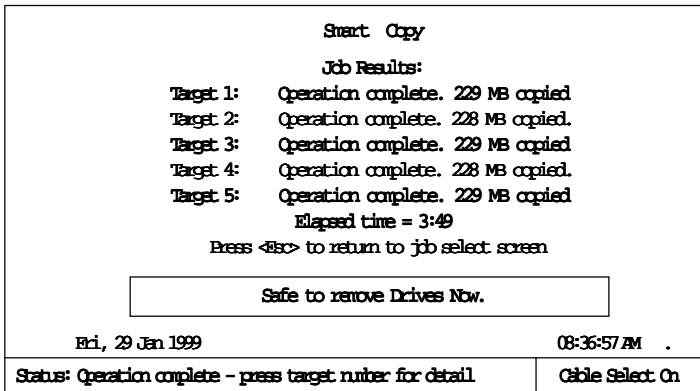 Smart Copy
Job Results:
Target 1: Operation complete. 229 MB copied
Target 2: Operation complete. 228 MB copied.
Target 3: Operation complete. 229 MB copied
Target 4: Operation complete. 228 MB copied.
Target 5: Operation complete. 229 MB copied
Elapsed time = 3:49
Press <Esc> to return to job select screen
Safe to remove Drives Now.
Fri, 29 Jan 1999 08:36:57 AM .
Status: Operation complete - press target number for detail Cable Select On